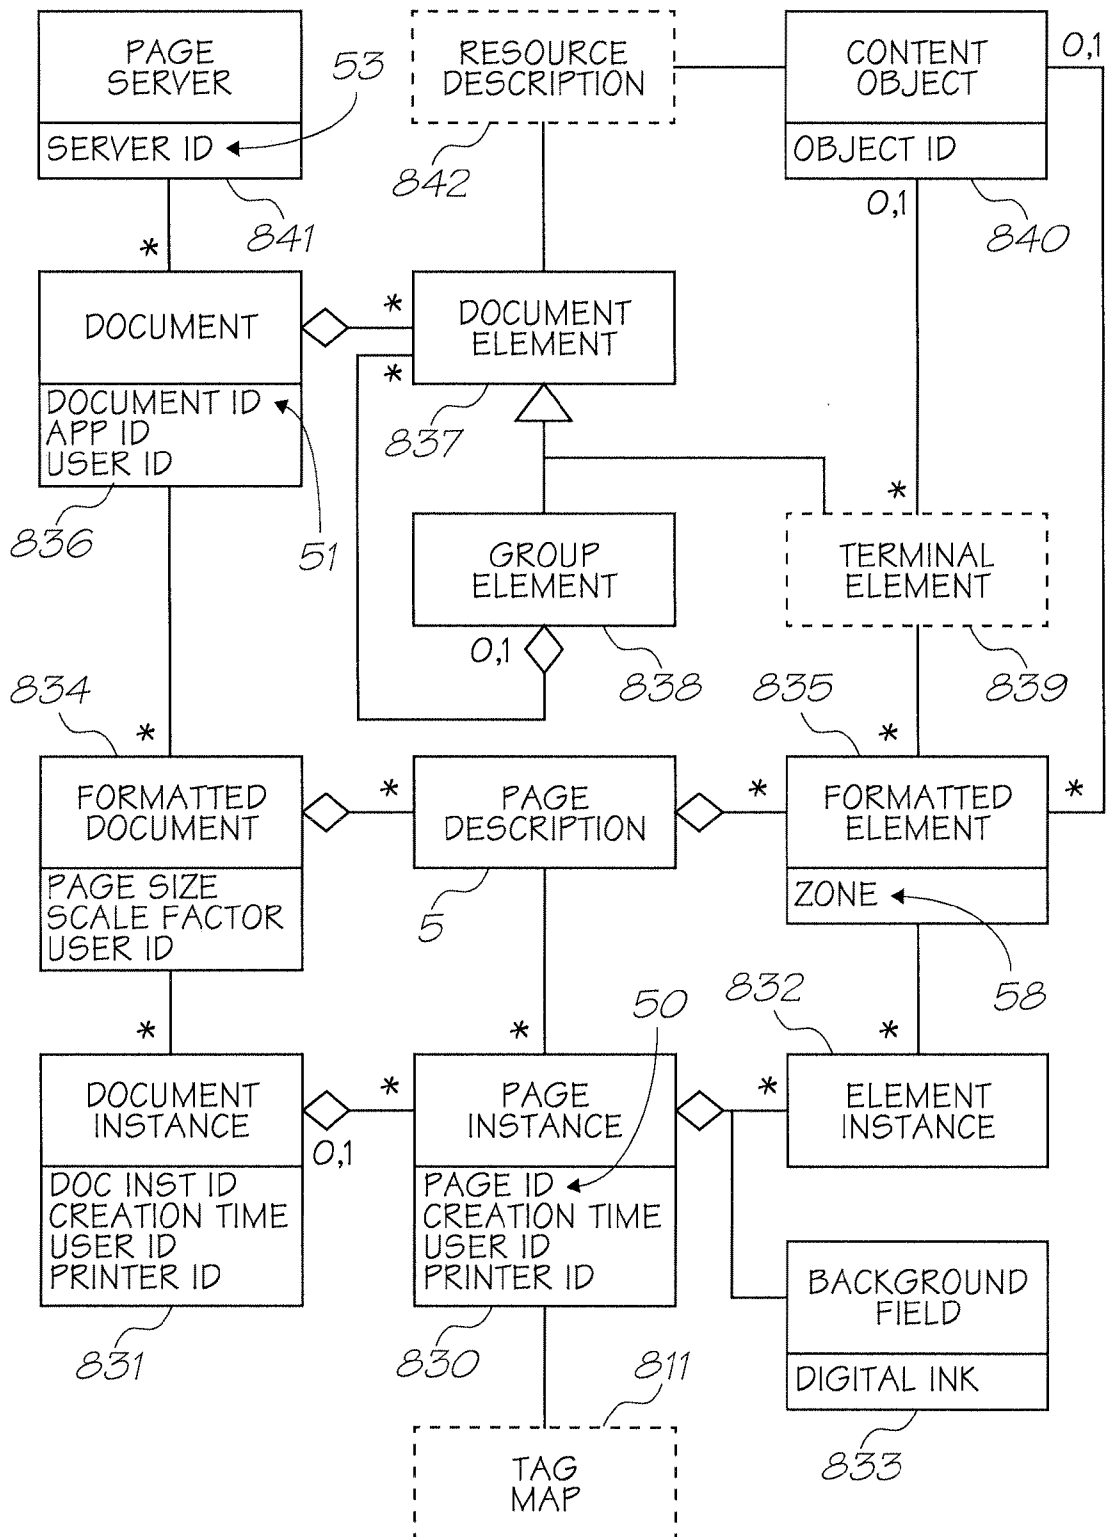 PAGE
SERVER
SERVER ID
53
841
*
RESOURCE
DESCRIPTION
842
CONTENT
OBJECT
OBJECT ID
0,1
0,1
840
DOCUMENT
DOCUMENT ID
APP ID
USER ID
836
51
*
*
DOCUMENT
ELEMENT
837
GROUP
ELEMENT
0,1
838
*
TERMINAL
ELEMENT
839
834
*
FORMATTED
DOCUMENT
PAGE SIZE
SCALE FACTOR
USER ID
*
PAGE
DESCRIPTION
5
*
835
*
FORMATTED
ELEMENT
*
ZONE
58
*
DOCUMENT
INSTANCE
0,1
DOC INST ID
CREATION TIME
USER ID
PRINTER ID
831
*
*
50
PAGE
INSTANCE
PAGE ID
CREATION TIME
USER ID
PRINTER ID
830
*
832
*
ELEMENT
INSTANCE
BACKGROUND
FIELD
DIGITAL INK
833
811
TAG
MAP